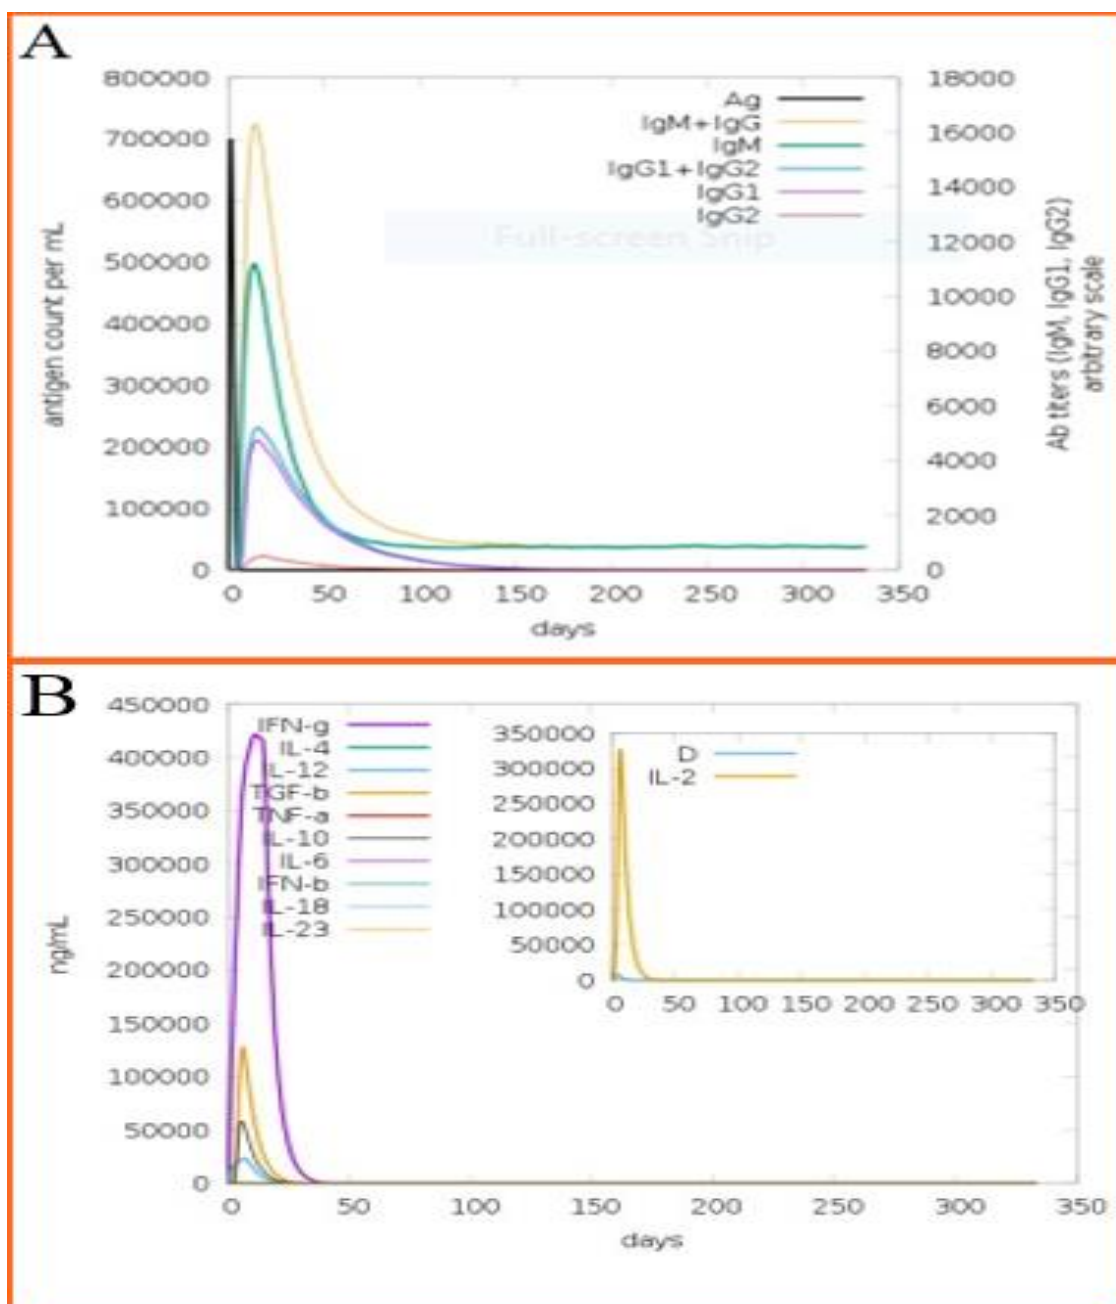 A
800000
700000
600000
500000
400000
300000
200000
100000
0
antigen count per mL
Ag
IgM+IgG
IgM
IgG1+IgG2
IgG1
IgG2
Full-screen Snip
18000
16000
14000
12000
10000
8000
6000
4000
2000
0
Ab titers (IgM, IgG1, IgG2)
arbitrary scale
0 50 100 150 200 250 300 350
days
B
450000
400000
350000
300000
250000
200000
150000
100000
50000
0
ng/mL
IFN-g
IL-4
IL-12
TGF-b
TNF-a
IL-10
IL-6
IFN-b
IL-18
IL-23
350000
300000
250000
200000
150000
100000
50000
0
D
IL-2
0 50 100 150 200 250 300 350
0 50 100 150 200 250 300 350
days